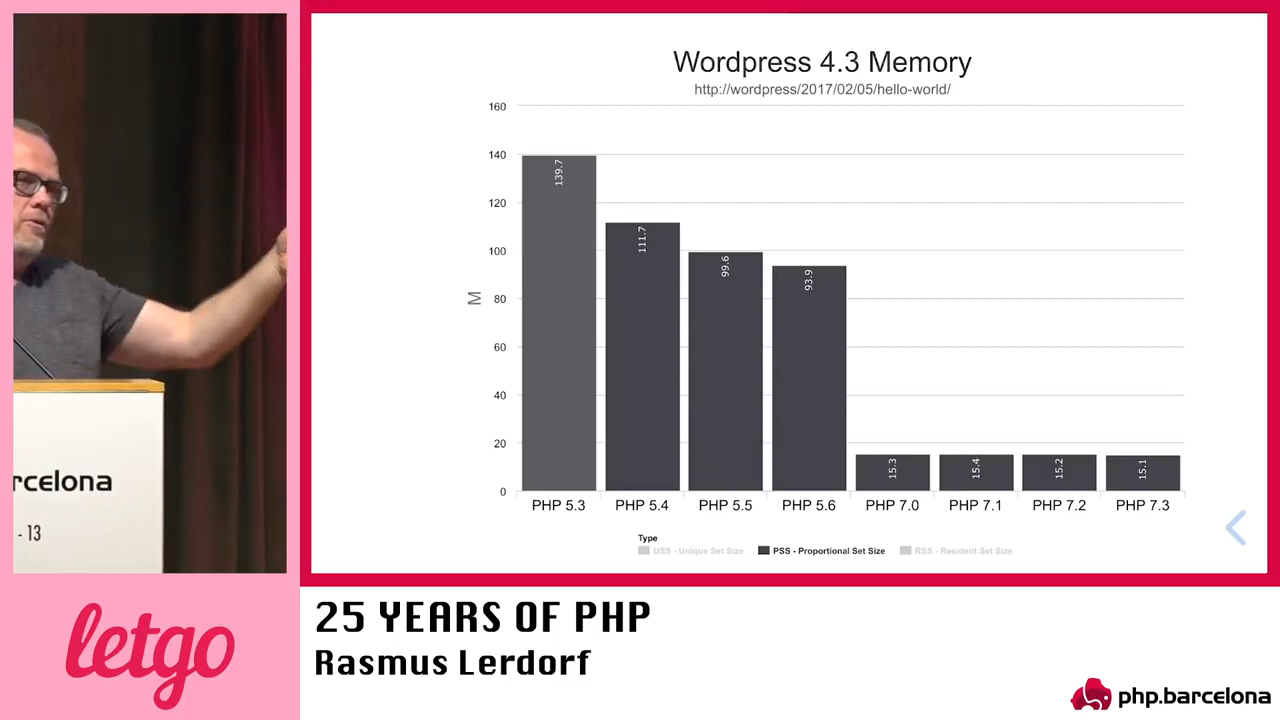 Wordpress 4.3 Memory
http://wordpress/2017/02/05/hello-world/
160
140
120
100
80
60
40
20
0
M
139.7
111.7
99.6
93.9
15.3
15.4
15.2
15.1
PHP 5.3
PHP 5.4
PHP 5.5
PHP 5.6
PHP 7.0
PHP 7.1
PHP 7.2
PHP 7.3
Type
USS - Unique Set Size
PSS - Proportional Set Size
RSS - Resident Set Size
rcelona
- 13
letgo
25 YEARS OF PHP
Rasmus Lerdorf
php.barcelona